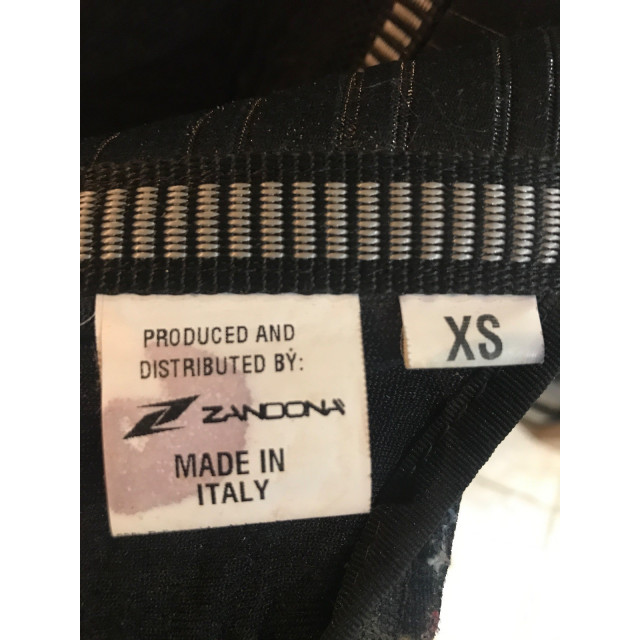 PRODUCED AND
DISTRIBUTED BY:
ZANDONA'
MADE IN
ITALY
XS